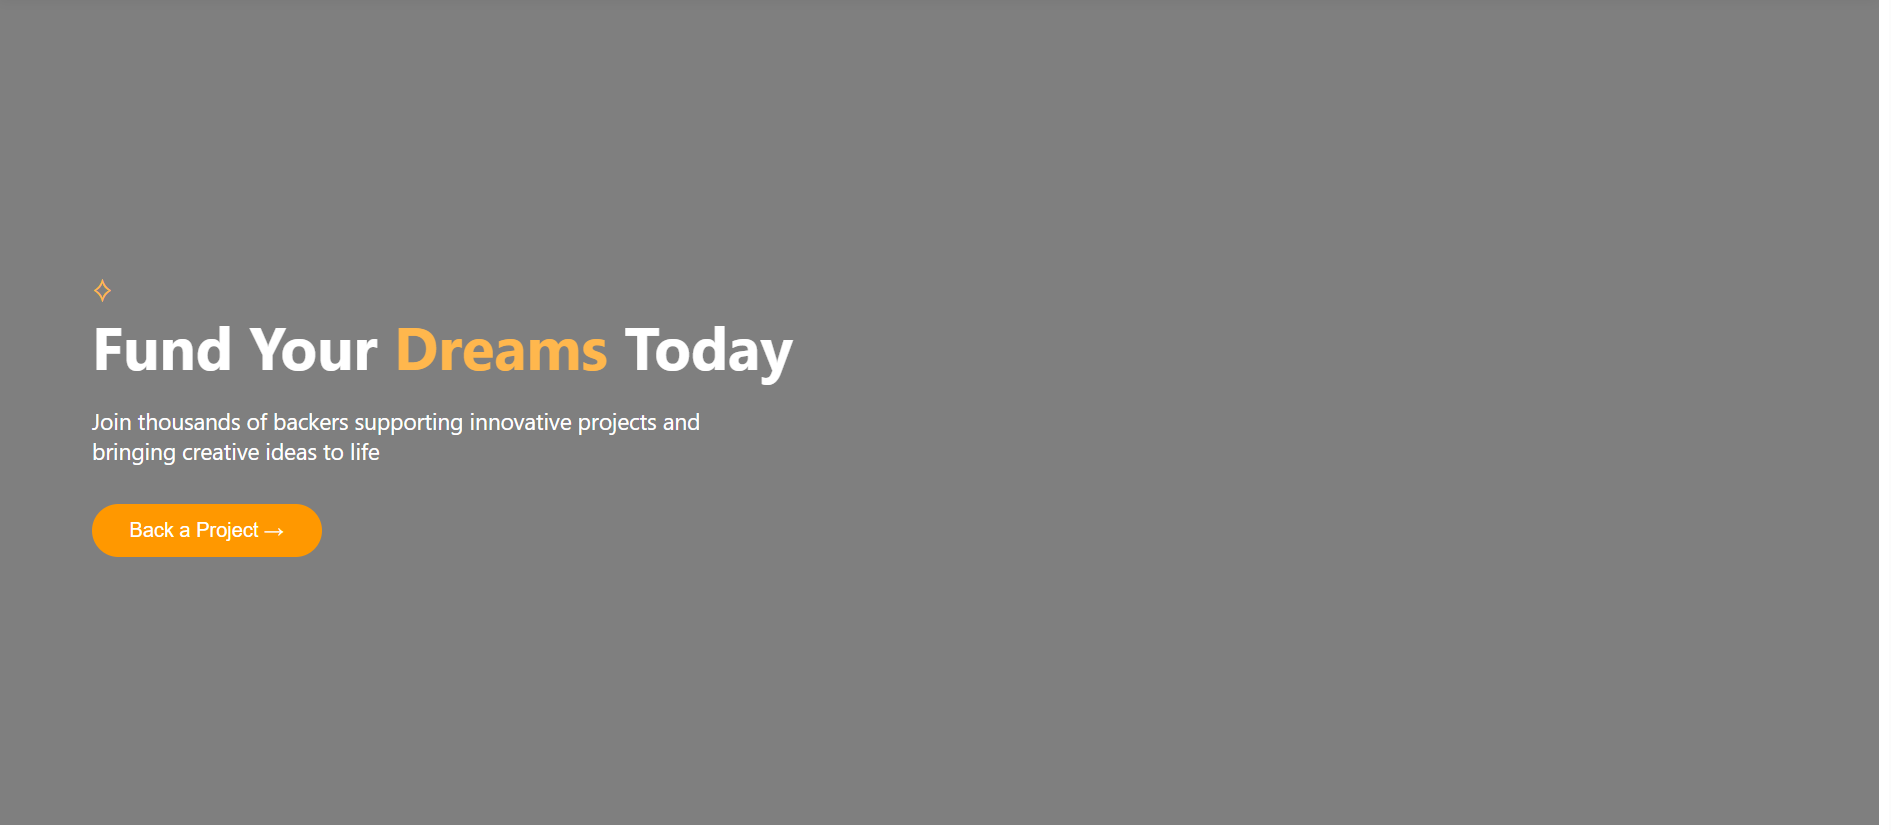 ✧
Fund Your Dreams Today
Join thousands of backers supporting innovative projects and
bringing creative ideas to life
Back a Project →